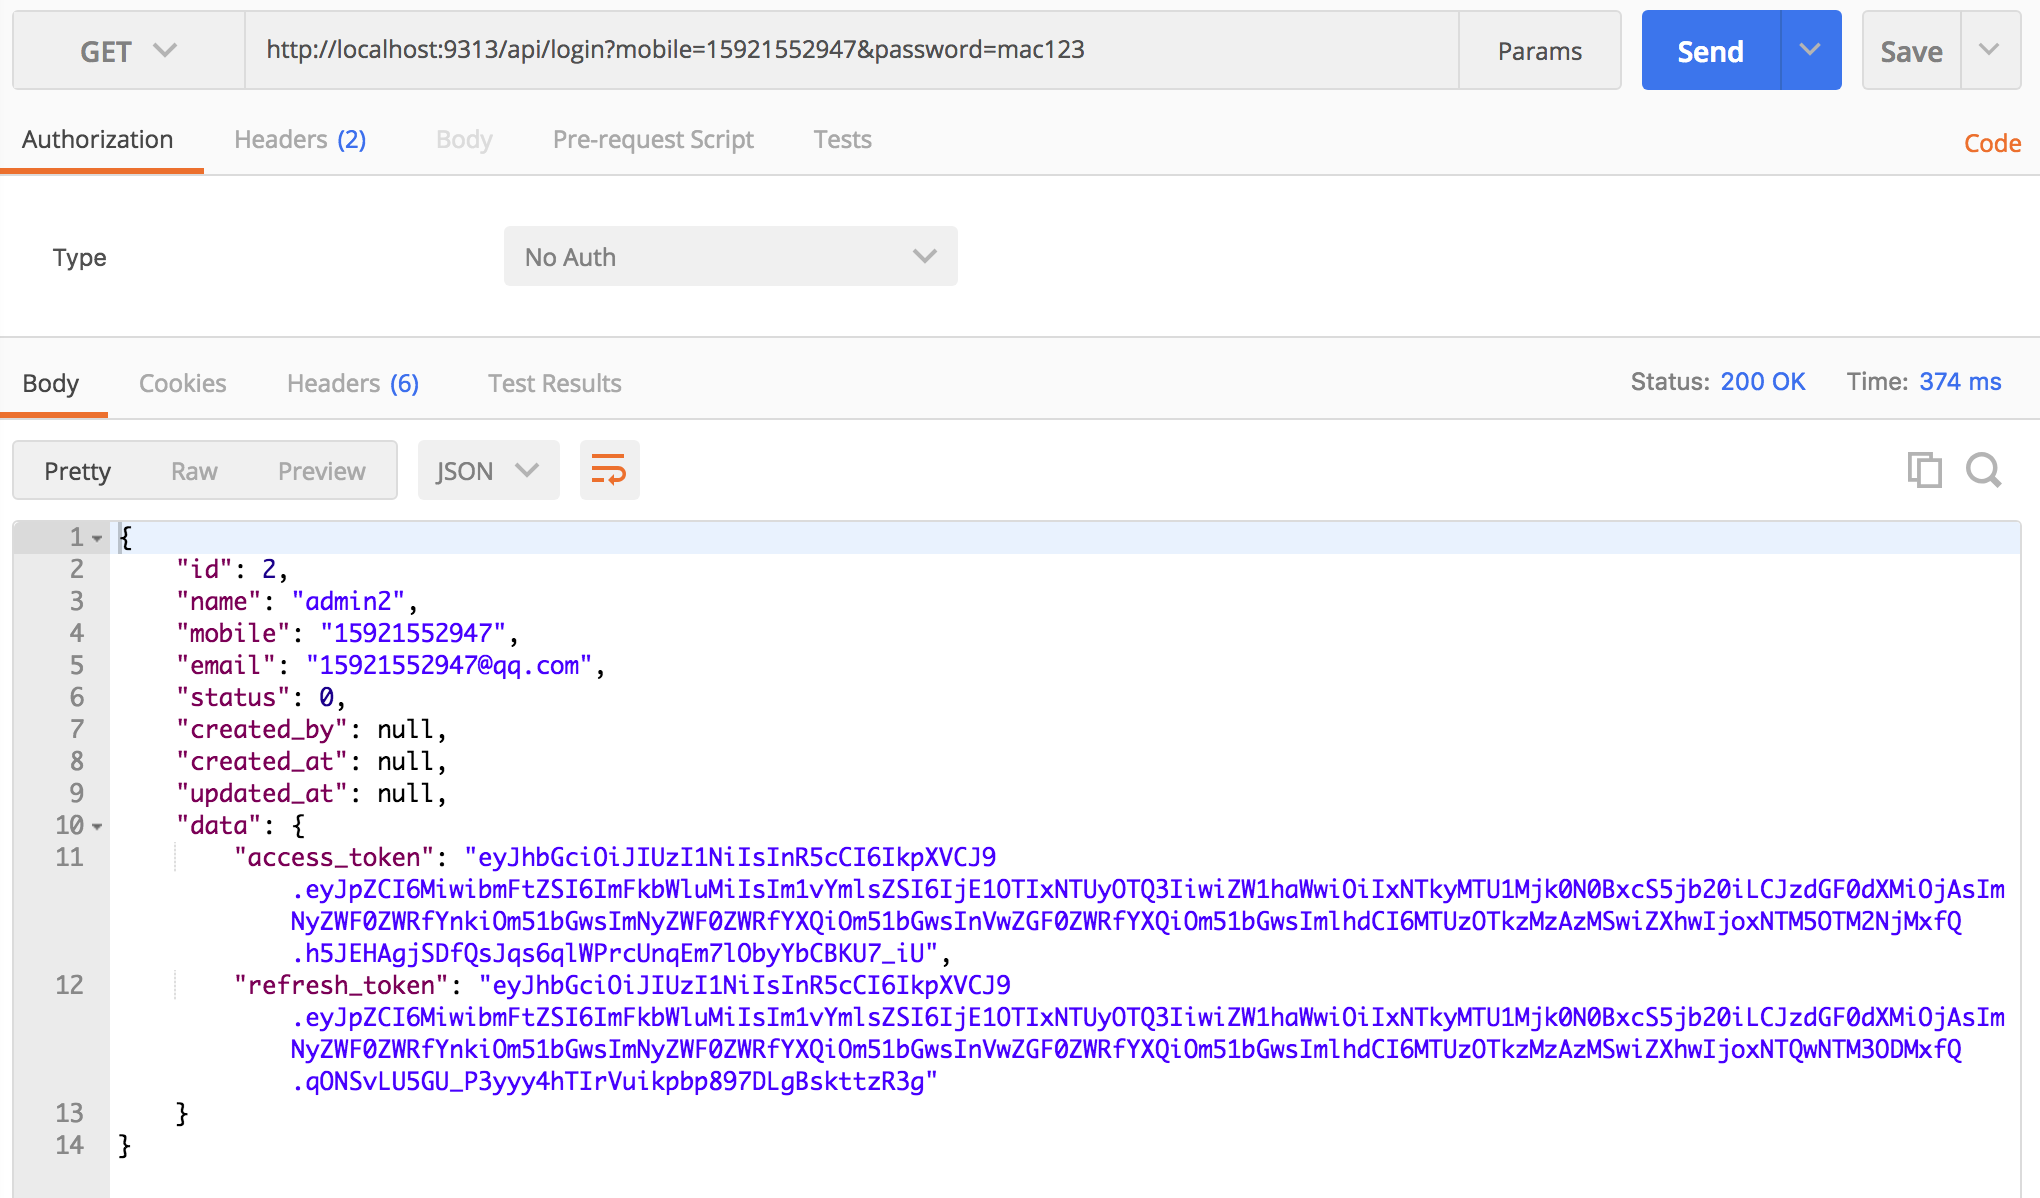 GET http://localhost:9313/api/login?mobile=15921552947&password=mac123 Params Send Save
Authorization Headers (2) Body Pre-request Script Tests Code
Type No Auth
Body Cookies Headers (6) Test Results Status: 200 OK Time: 374 ms
Pretty Raw Preview JSON
1 {
2 "id": 2,
3 "name": "admin2",
4 "mobile": "15921552947",
5 "email": "15921552947@qq.com",
6 "status": 0,
7 "created_by": null,
8 "created_at": null,
9 "updated_at": null,
10 "data": {
11 "access_token": "eyJhbGciOiJIUzI1NiIsInR5cCI6IkpXVCJ9
.eyJpZCI6MiwibmFtZSI6ImFkbWluMiIsIm1vYmlsZSI6IjE1OTIxNTUyOTQ3IiwiZW1haWwiOiIxNTkyMTU1Mjk0N0BxcS5jb20iLCJzdGF0dXMiOjAsIm
NyZWF0ZWRfYnkiOm51bGwsImNyZWF0ZWRfYXQiOm51bGwsInVwZGF0ZWRfYXQiOm51bGwsImlhdCI6MTUzOTkzMzAzMSwiZXhwIjoxNTM5OTM2NjMxfQ
.h5JEHAgjSDfQsJqs6qlWPrcUnqEm7lObyYbCBKU7_iU",
12 "refresh_token": "eyJhbGciOiJIUzI1NiIsInR5cCI6IkpXVCJ9
.eyJpZCI6MiwibmFtZSI6ImFkbWluMiIsIm1vYmlsZSI6IjE1OTIxNTUyOTQ3IiwiZW1haWwiOiIxNTkyMTU1Mjk0N0BxcS5jb20iLCJzdGF0dXMiOjAsIm
NyZWF0ZWRfYnkiOm51bGwsImNyZWF0ZWRfYXQiOm51bGwsInVwZGF0ZWRfYXQiOm51bGwsImlhdCI6MTUzOTkzMzAzMSwiZXhwIjoxNTQwNTM3ODMxfQ
.qONSvLU5GU_P3yyy4hTIrVuikpbp897DLgBskttzR3g"
13 }
14 }